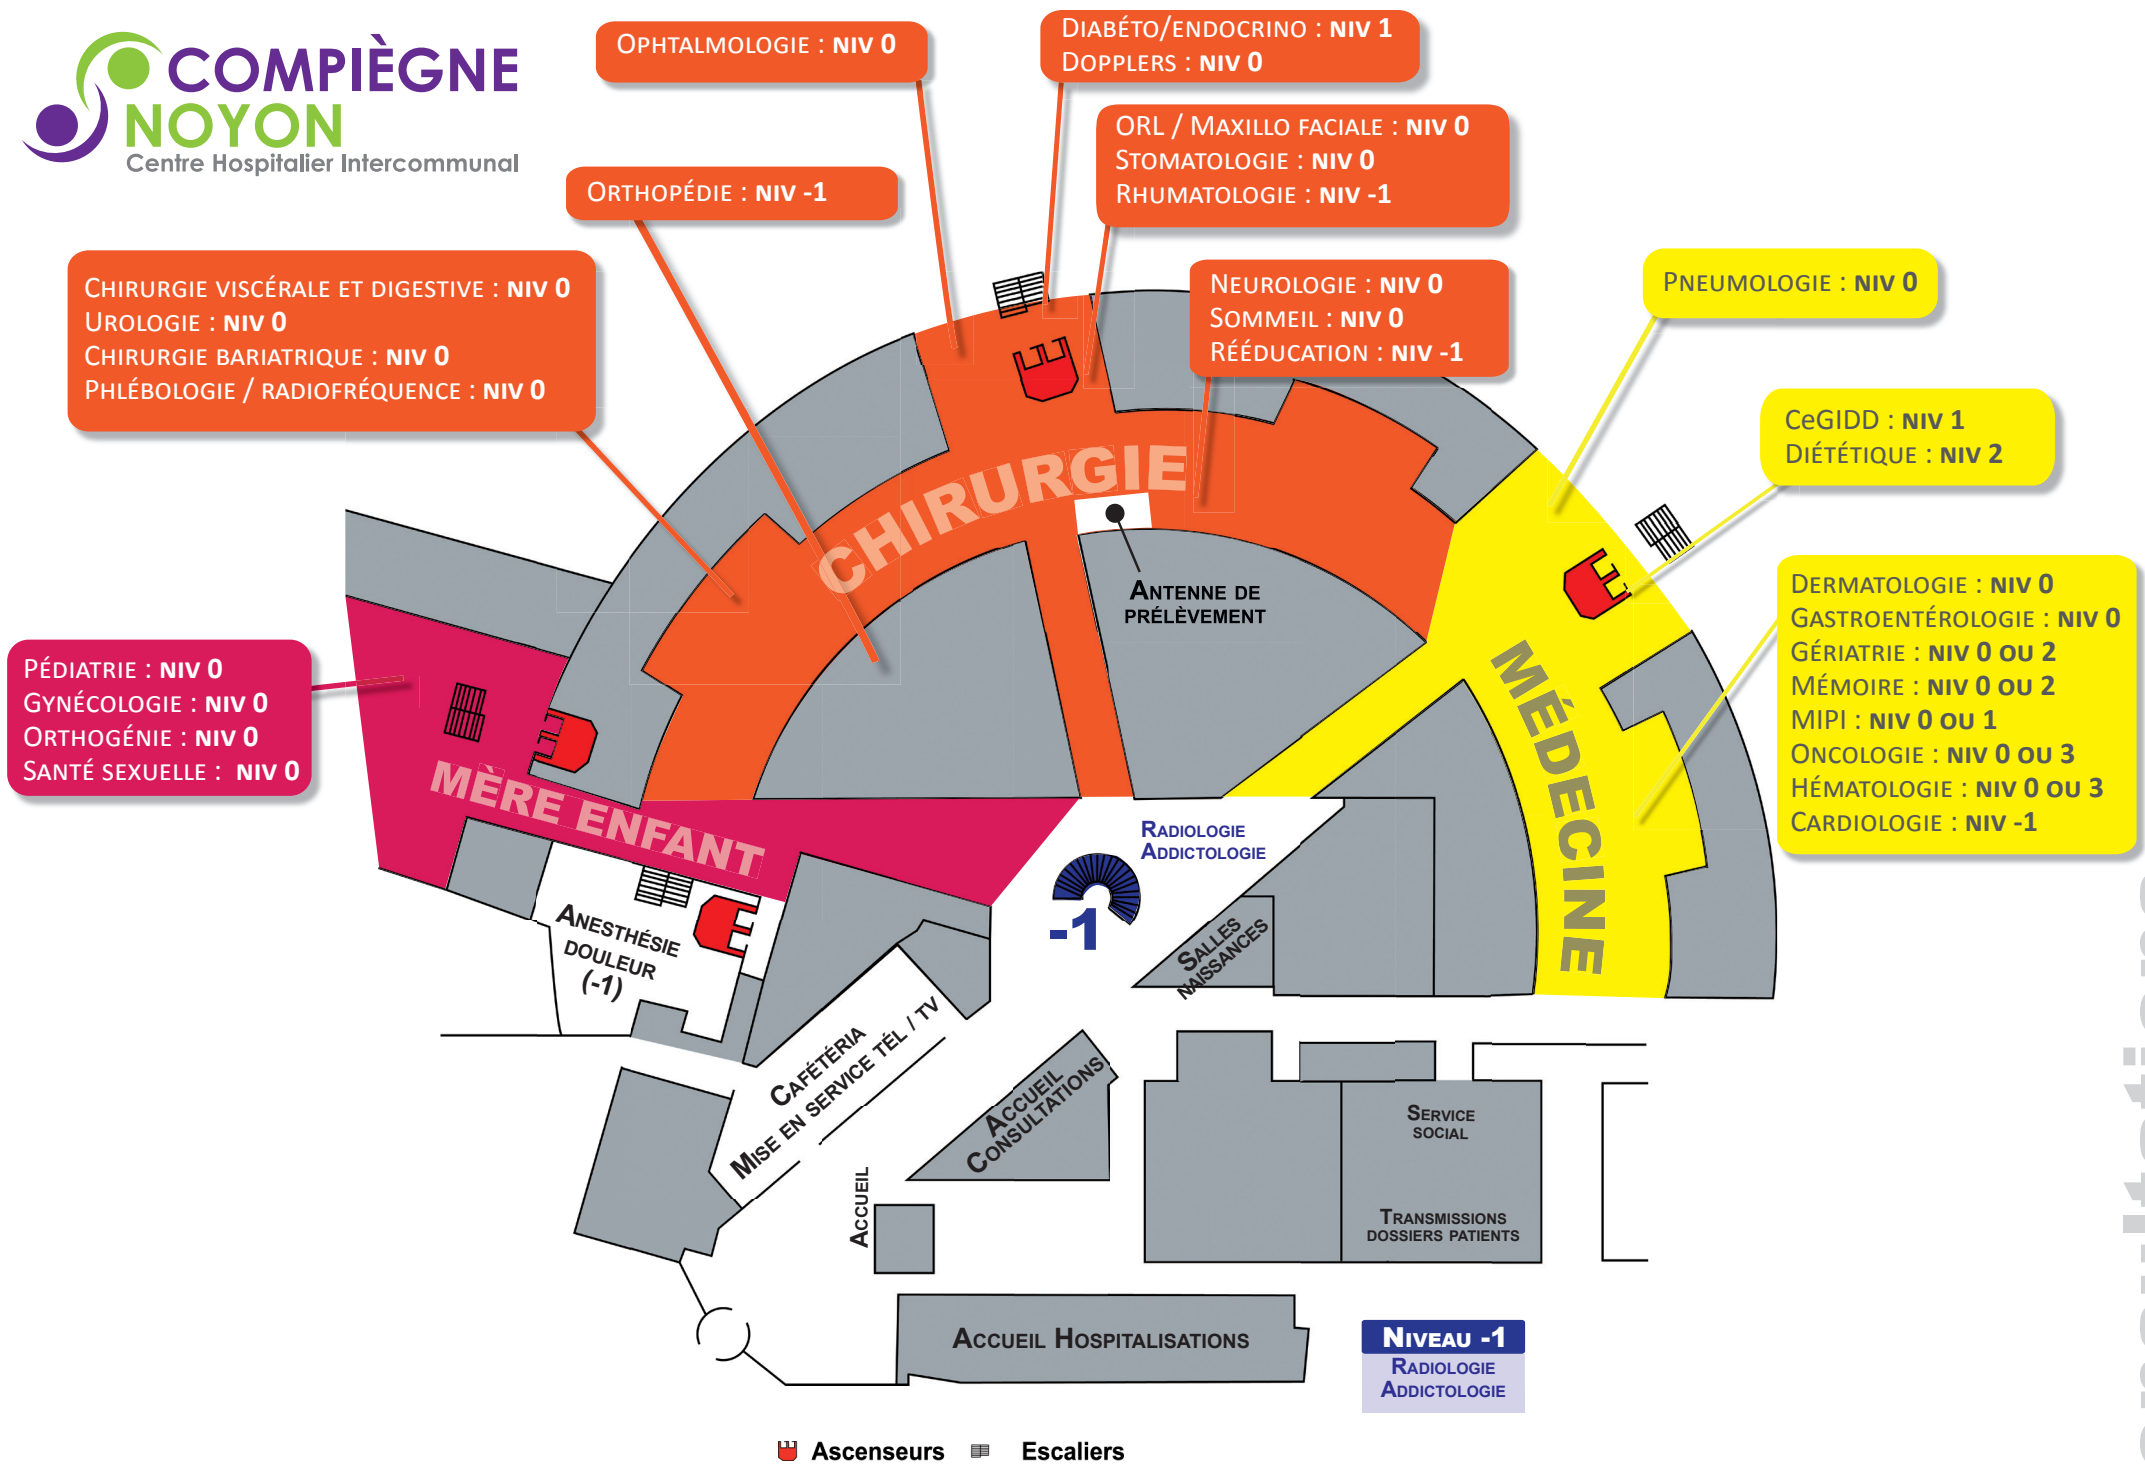 COMPIÈGNE
NOYON
Centre Hospitalier Intercommunal
OPHTALMOLOGIE : NIV 0
DIABÉTO/ENDOCRINO : NIV 1
DOPPLERS : NIV 0
ORL / MAXILLO FACIALE : NIV 0
STOMATOLOGIE : NIV 0
RHUMATOLOGIE : NIV -1
ORTHOPÉDIE : NIV -1
CHIRURGIE VISCÉRALE ET DIGESTIVE : NIV 0
UROLOGIE : NIV 0
CHIRURGIE BARIATRIQUE : NIV 0
PHLÉBOLOGIE / RADIOFRÉQUENCE : NIV 0
NEUROLOGIE : NIV 0
SOMMEIL : NIV 0
RÉÉDUCATION : NIV -1
PNEUMOLOGIE : NIV 0
CeGIDD : NIV 1
DIÉTÉTIQUE : NIV 2
DERMATOLOGIE : NIV 0
GASTROENTÉROLOGIE : NIV 0
GÉRIATRIE : NIV 0 OU 2
MÉMOIRE : NIV 0 OU 2
MIPI : NIV 0 OU 1
ONCOLOGIE : NIV 0 OU 3
HÉMATOLOGIE : NIV 0 OU 3
CARDIOLOGIE : NIV -1
PÉDIATRIE : NIV 0
GYNÉCOLOGIE : NIV 0
ORTHOGÉNIE : NIV 0
SANTÉ SEXUELLE : NIV 0
CHIRURGIE
ANTENNE DE
PRÉLÈVEMENT
MÉDECINE
MÈRE ENFANT
RADIOLOGIE
ADDICTOLOGIE
-1
SALLES
NAISSANCES
ANESTHÉSIE
DOULEUR
(-1)
CAFÉTÉRIA
MISE EN SERVICE TÉL / TV
ACCUEIL
CONSULTATIONS
ACCUEIL
SERVICE
SOCIAL
TRANSMISSIONS
DOSSIERS PATIENTS
ACCUEIL HOSPITALISATIONS
NIVEAU -1
RADIOLOGIE
ADDICTOLOGIE
Ascenseurs
Escaliers